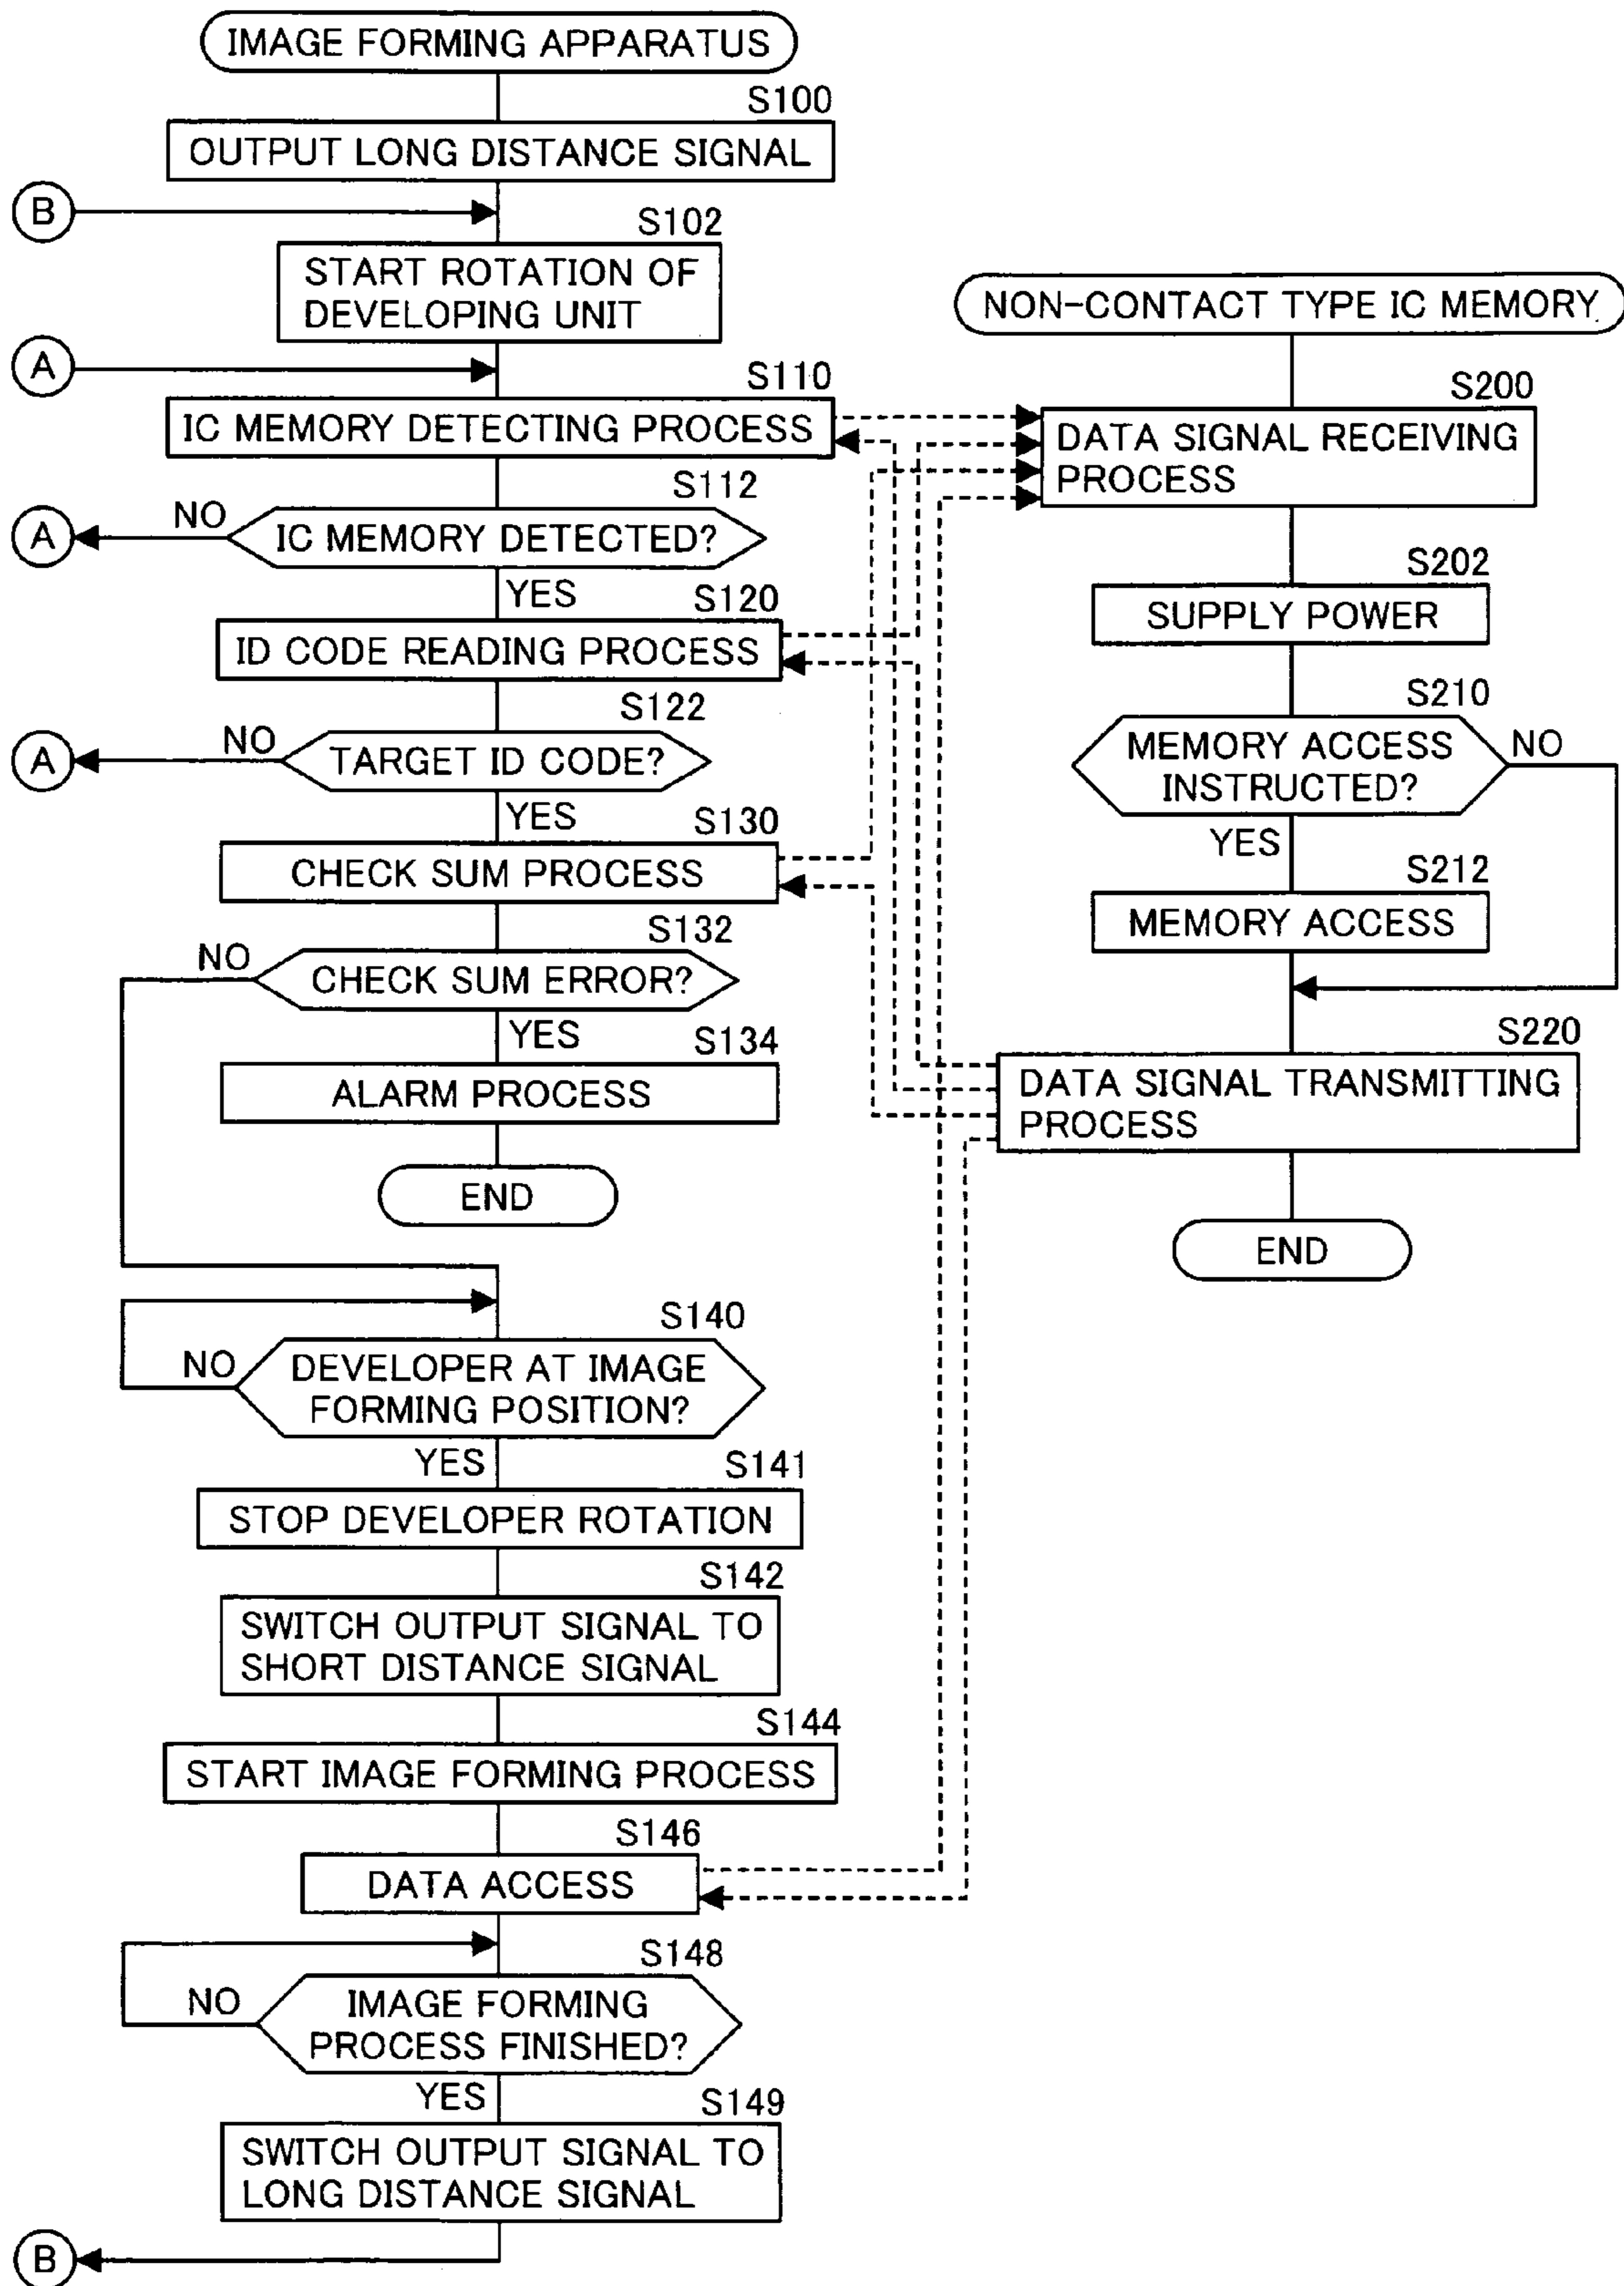 IMAGE FORMING APPARATUS
S100
OUTPUT LONG DISTANCE SIGNAL
B
S102
START ROTATION OF
DEVELOPING UNIT
A
S110
IC MEMORY DETECTING PROCESS
S112
NO
A
IC MEMORY DETECTED?
YES
S120
ID CODE READING PROCESS
S122
NO
A
TARGET ID CODE?
YES
S130
CHECK SUM PROCESS
S132
NO
CHECK SUM ERROR?
YES
S134
ALARM PROCESS
END
S140
NO
DEVELOPER AT IMAGE
FORMING POSITION?
YES
S141
STOP DEVELOPER ROTATION
S142
SWITCH OUTPUT SIGNAL TO
SHORT DISTANCE SIGNAL
S144
START IMAGE FORMING PROCESS
S146
DATA ACCESS
S148
NO
IMAGE FORMING
PROCESS FINISHED?
YES
S149
SWITCH OUTPUT SIGNAL TO
LONG DISTANCE SIGNAL
B
NON-CONTACT TYPE IC MEMORY
S200
DATA SIGNAL RECEIVING
PROCESS
S202
SUPPLY POWER
S210
MEMORY ACCESS
INSTRUCTED?
NO
YES
S212
MEMORY ACCESS
S220
DATA SIGNAL TRANSMITTING
PROCESS
END